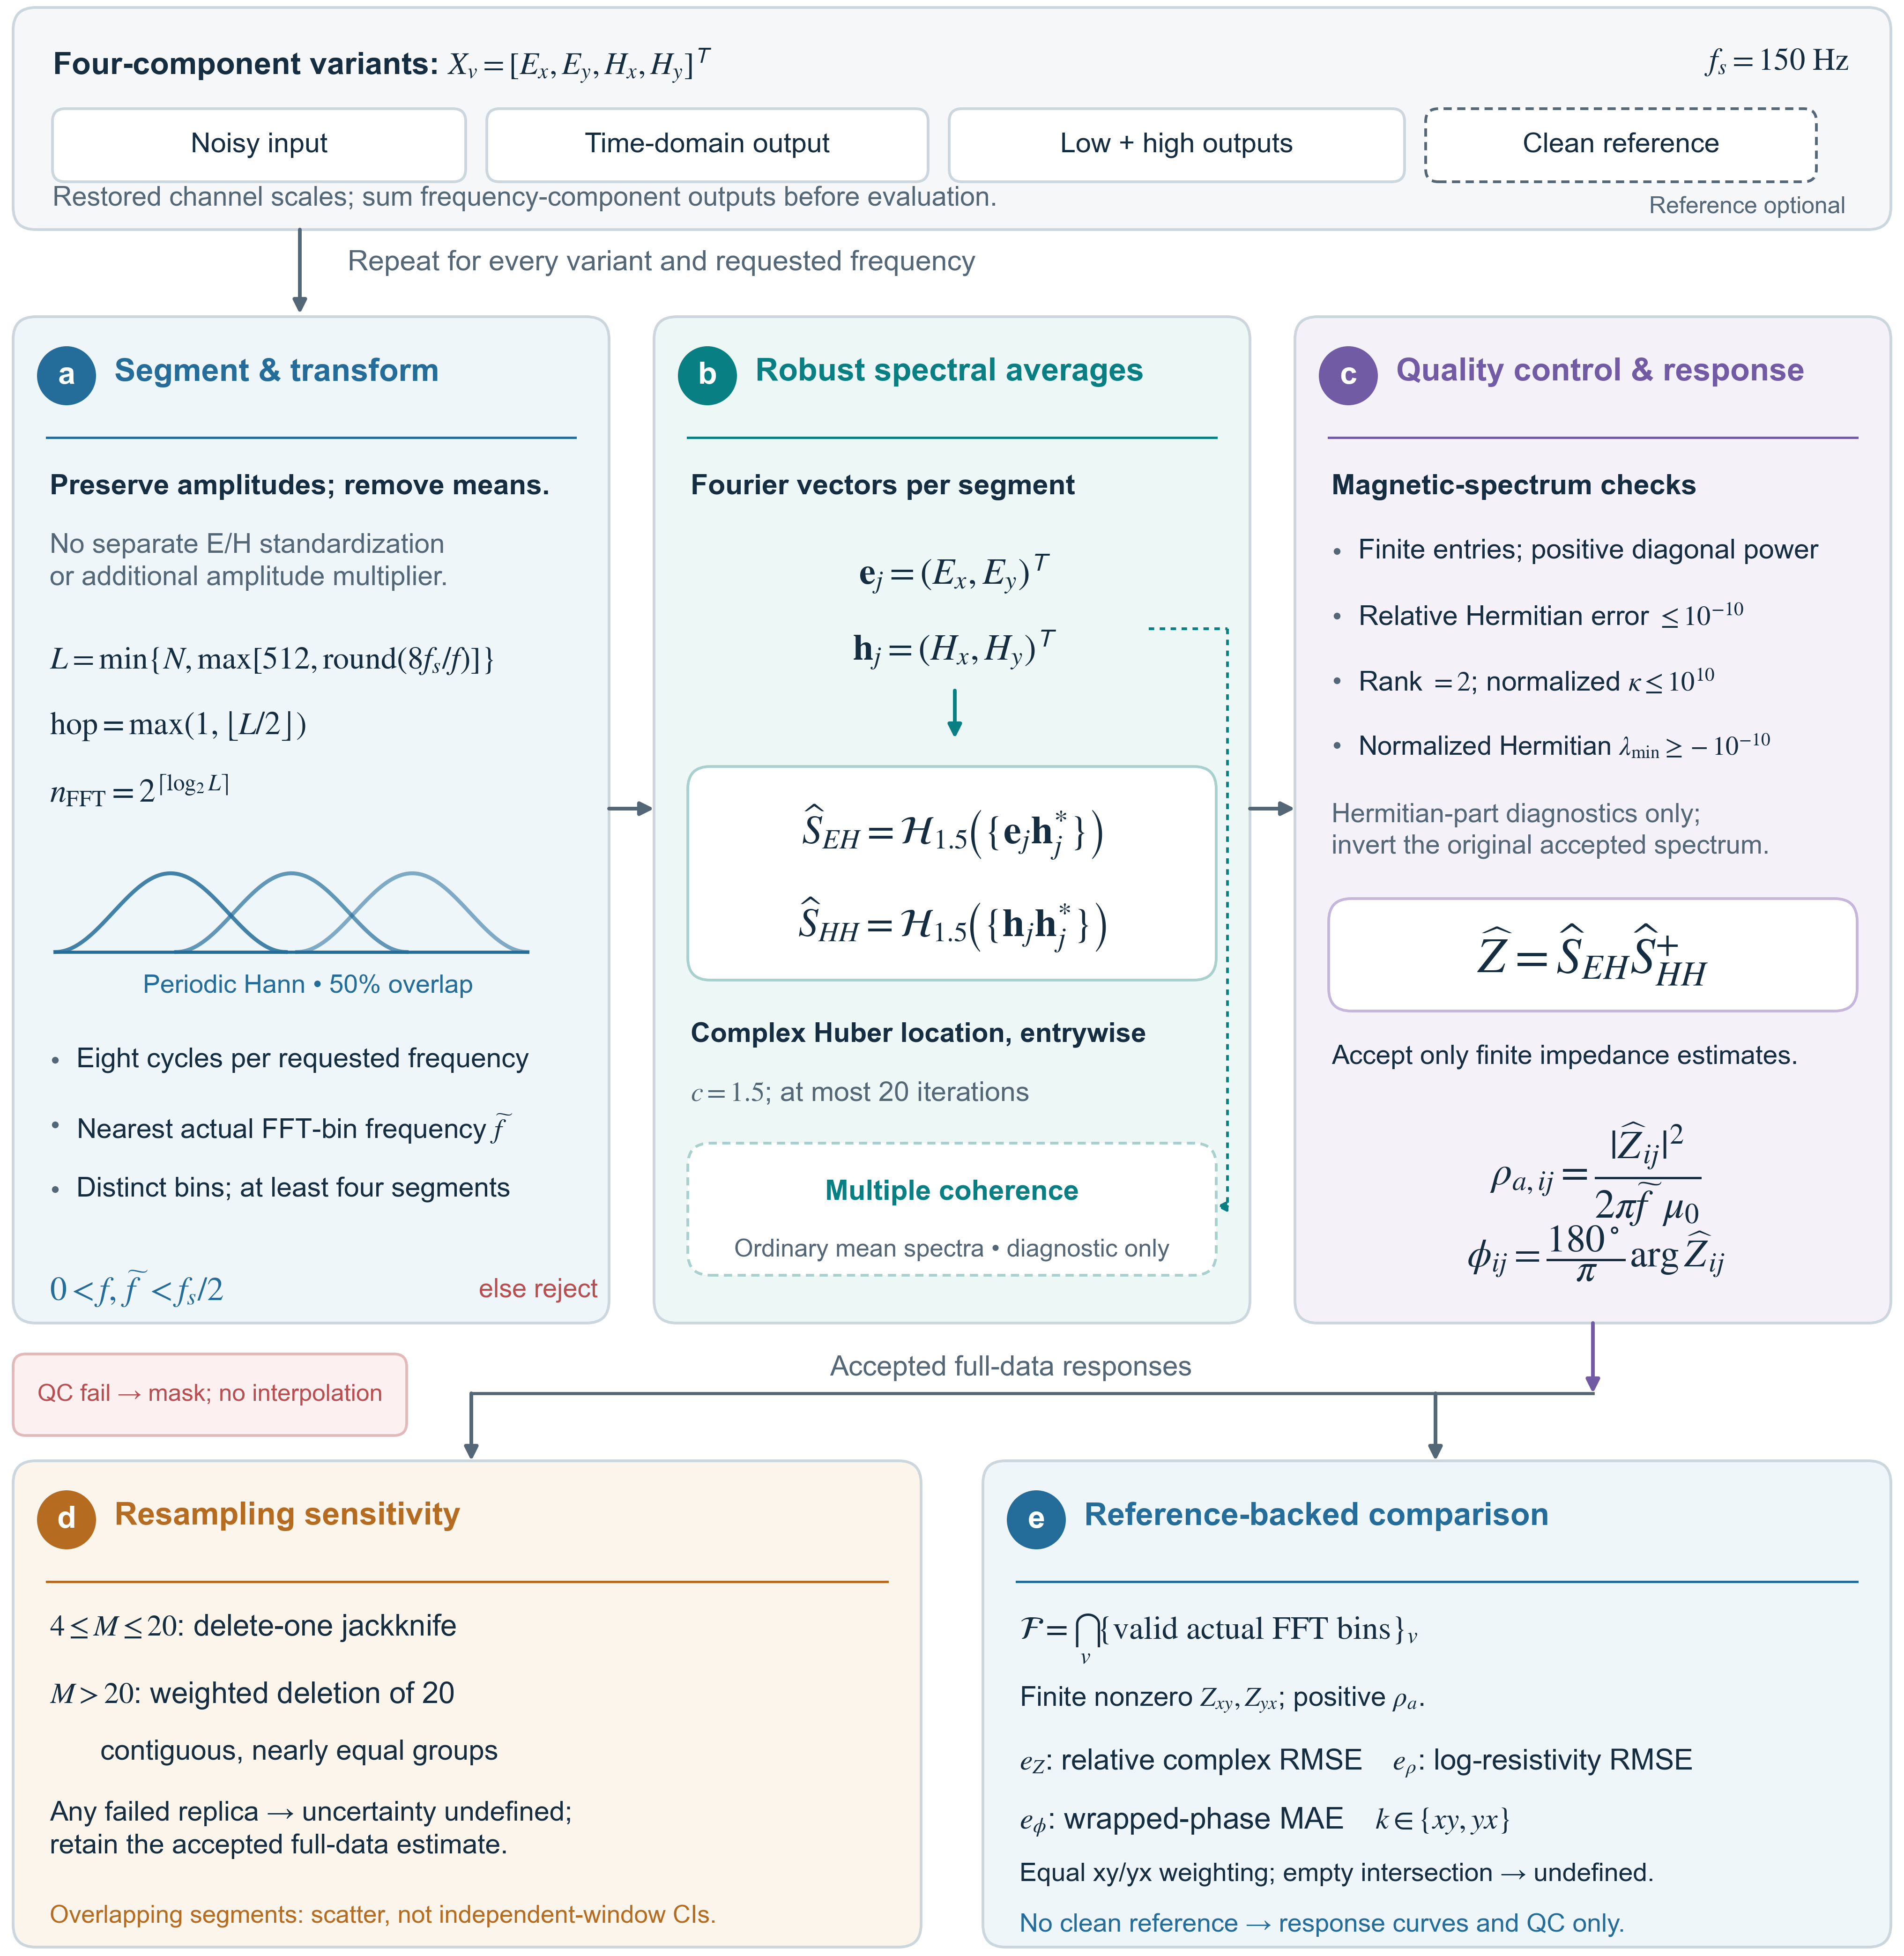 Four-component variants: X_v = [E_x, E_y, H_x, H_y]^T
f_s = 150 Hz
Noisy input
Time-domain output
Low + high outputs
Clean reference
Restored channel scales; sum frequency-component outputs before evaluation.
Reference optional
Repeat for every variant and requested frequency
a Segment & transform
Preserve amplitudes; remove means.
No separate E/H standardization
or additional amplitude multiplier.
L = min{N, max[512, round(8f_s/f)]}
hop = max(1, ⌊L/2⌋)
n_FFT = 2^⌈log_2 L⌉
Periodic Hann • 50% overlap
• Eight cycles per requested frequency
• Nearest actual FFT-bin frequency f̃
• Distinct bins; at least four segments
0 < f, f̃ < f_s/2
else reject
b Robust spectral averages
Fourier vectors per segment
e_j = (E_x, E_y)^T
h_j = (H_x, H_y)^T
Ŝ_EH = ℋ_1.5({e_j h_j^*})
Ŝ_HH = ℋ_1.5({h_j h_j^*})
Complex Huber location, entrywise
c = 1.5; at most 20 iterations
Multiple coherence
Ordinary mean spectra • diagnostic only
c Quality control & response
Magnetic-spectrum checks
• Finite entries; positive diagonal power
• Relative Hermitian error ≤ 10^−10
• Rank = 2; normalized κ ≤ 10^10
• Normalized Hermitian λ_min ≥ −10^−10
Hermitian-part diagnostics only;
invert the original accepted spectrum.
Ẑ = Ŝ_EH Ŝ_HH^+
Accept only finite impedance estimates.
ρ_a,ij = |Ẑ_ij|^2 / 2πf̃ μ_0
ϕ_ij = 180°/π arg Ẑ_ij
QC fail → mask; no interpolation
Accepted full-data responses
d Resampling sensitivity
4 ≤ M ≤ 20: delete-one jackknife
M > 20: weighted deletion of 20
contiguous, nearly equal groups
Any failed replica → uncertainty undefined;
retain the accepted full-data estimate.
Overlapping segments: scatter, not independent-window CIs.
e Reference-backed comparison
ℱ = ⋂_v {valid actual FFT bins}_v
Finite nonzero Z_xy, Z_yx; positive ρ_a.
e_Z: relative complex RMSE e_ρ: log-resistivity RMSE
e_ϕ: wrapped-phase MAE k ∈ {xy, yx}
Equal xy/yx weighting; empty intersection → undefined.
No clean reference → response curves and QC only.